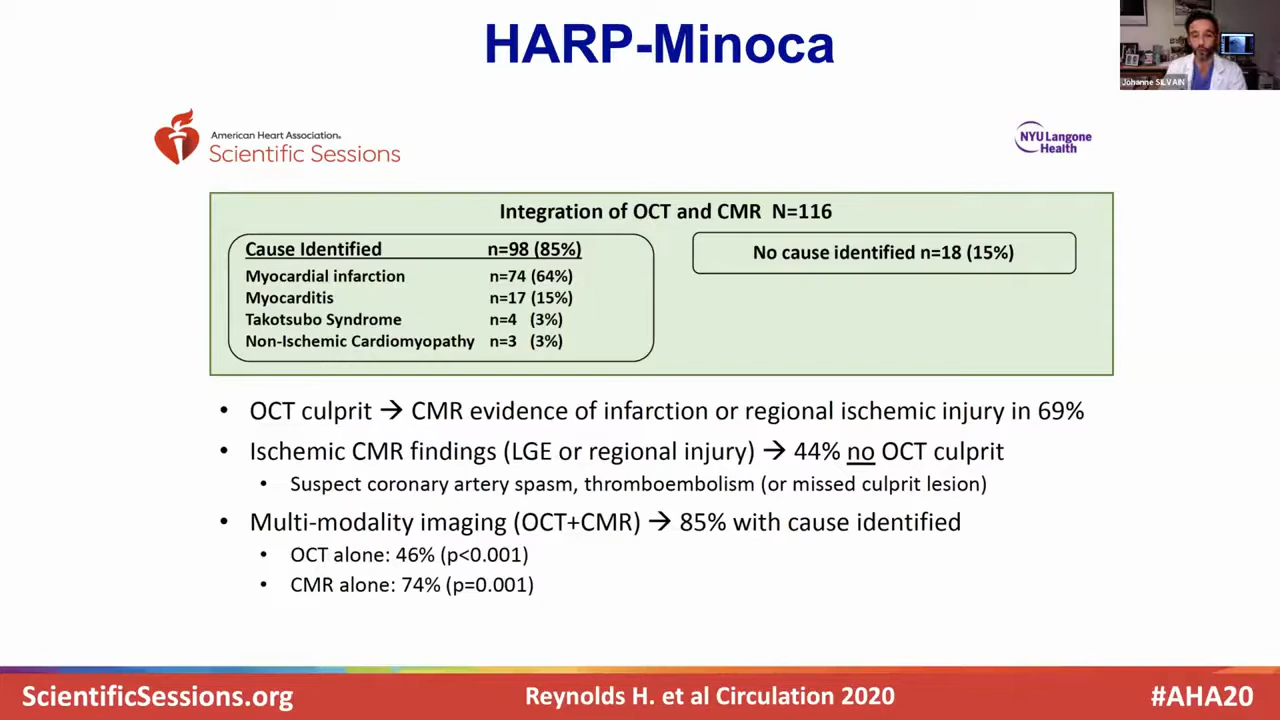 HARP-Minoca
Johanne SILVAIN
American Heart Association®
Scientific Sessions
NYU Langone
Health
Integration of OCT and CMR N=116
Cause Identified n=98 (85%)
Myocardial infarction n=74 (64%)
Myocarditis n=17 (15%)
Takotsubo Syndrome n=4 (3%)
Non-Ischemic Cardiomyopathy n=3 (3%)
No cause identified n=18 (15%)
• OCT culprit → CMR evidence of infarction or regional ischemic injury in 69%
• Ischemic CMR findings (LGE or regional injury) → 44% no OCT culprit
• Suspect coronary artery spasm, thromboembolism (or missed culprit lesion)
• Multi-modality imaging (OCT+CMR) → 85% with cause identified
• OCT alone: 46% (p<0.001)
• CMR alone: 74% (p=0.001)
ScientificSessions.org
Reynolds H. et al Circulation 2020
#AHA20